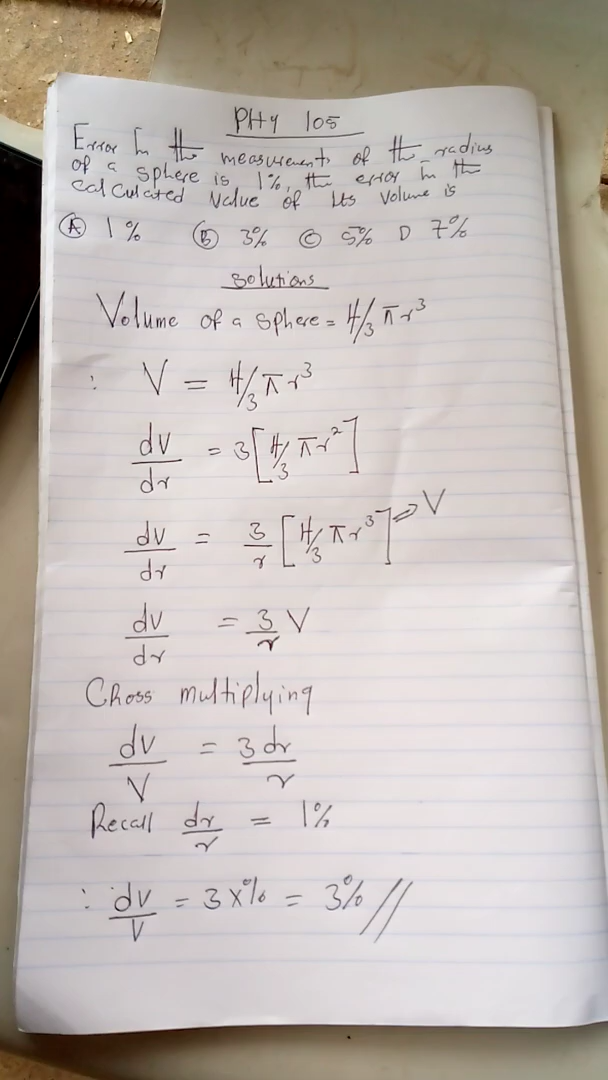 PHY 105
Error in the measurements of the radius
of a sphere is 1%, the error in the
calculated value of its volume is
Ⓐ 1% Ⓑ 3% Ⓒ 5% D 7%
Solutions
Volume of a sphere = 4/3 πr³
: V = 4/3 πr³
dv/dr = 3[4/3 πr²]
dv/dr = 3/r [4/3 πr³] ⇒ V
dv/dr = 3/r V
Cross multiplying
dv/V = 3 dr/r
Recall dr/r = 1%
: dv/V = 3 x % = 3% //